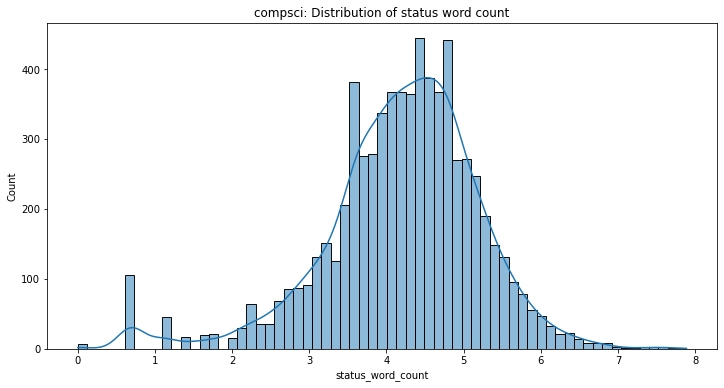 compsci: Distribution of status word count
Count
400
300
200
100
0
0 1 2 3 4 5 6 7 8
status_word_count